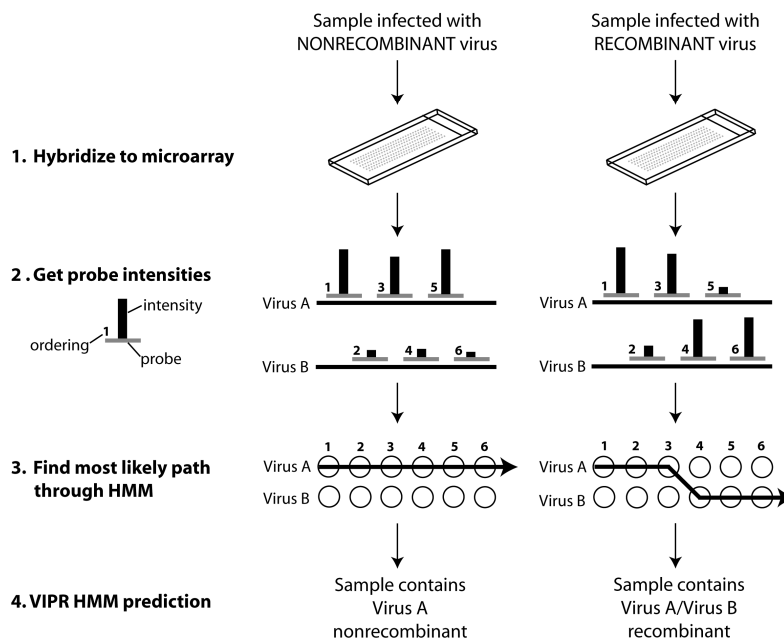 Sample infected with
NONRECOMBINANT virus
Sample infected with
RECOMBINANT virus
1. Hybridize to microarray
2 . Get probe intensities
intensity
ordering
1
probe
1 3 5
Virus A
2 4 6
Virus B
1 3 5
Virus A
2 4 6
Virus B
3. Find most likely path
through HMM
1 2 3 4 5 6
Virus A
Virus B
1 2 3 4 5 6
Virus A
Virus B
4. VIPR HMM prediction
Sample contains
Virus A
nonrecombinant
Sample contains
Virus A/Virus B
recombinant